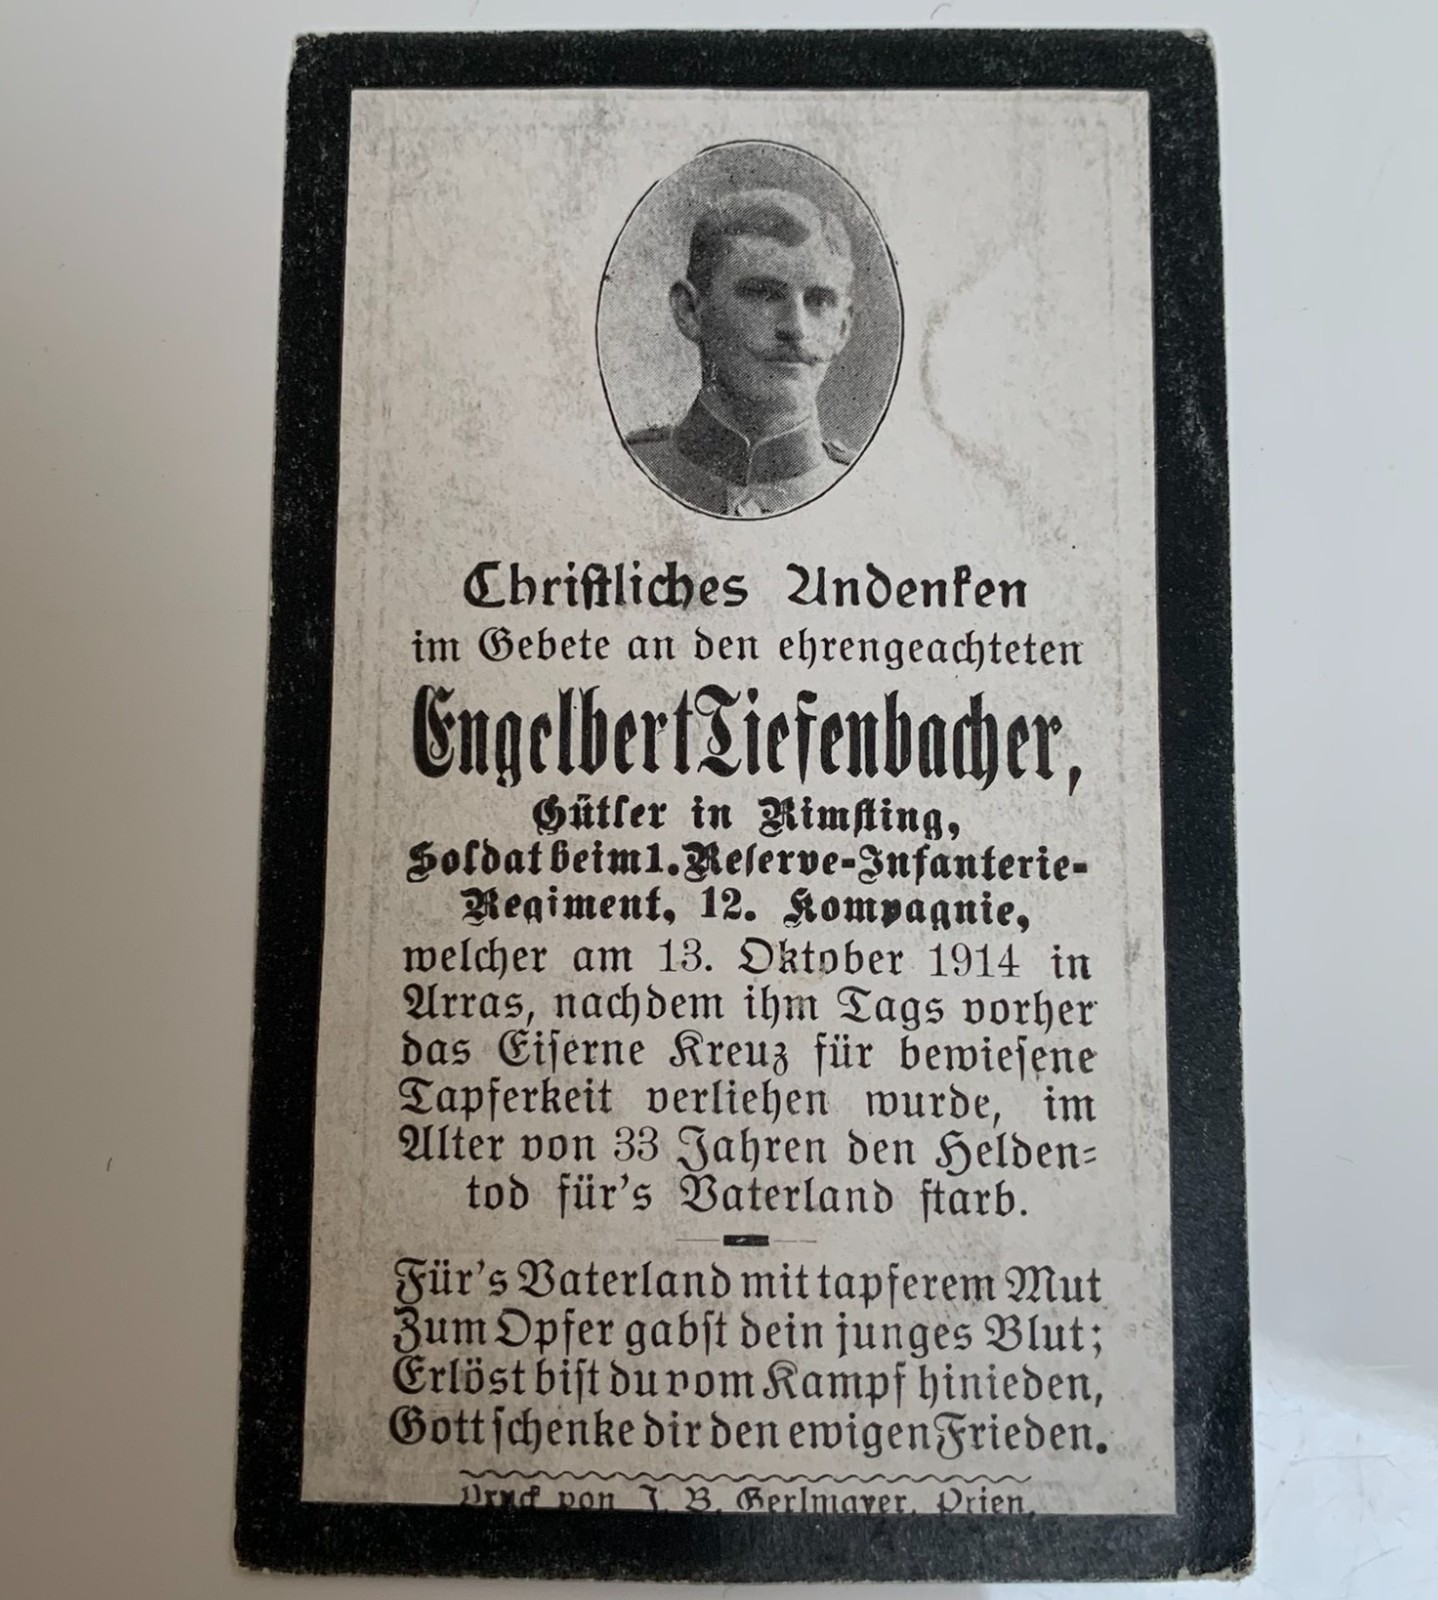 Christliches Andenken
im Gebete an den ehrengeachteten
Engelbert Tiefenbacher,
Gütler in Rimsting,
Soldat beim 1. Reserve-Infanterie-
Regiment, 12. Kompagnie,
welcher am 13. Oktober 1914 in
Arras, nachdem ihm Tags vorher
das Eiserne Kreuz für bewiesene
Tapferkeit verliehen wurde, im
Alter von 33 Jahren den Helden-
tod für's Vaterland starb.
Für's Vaterland mit tapferem Mut
Zum Opfer gabst dein junges Blut;
Erlöst bist du vom Kampf hinieden,
Gott schenke dir den ewigen Frieden.
Druck von J. B. Gerlmayer, Prien.